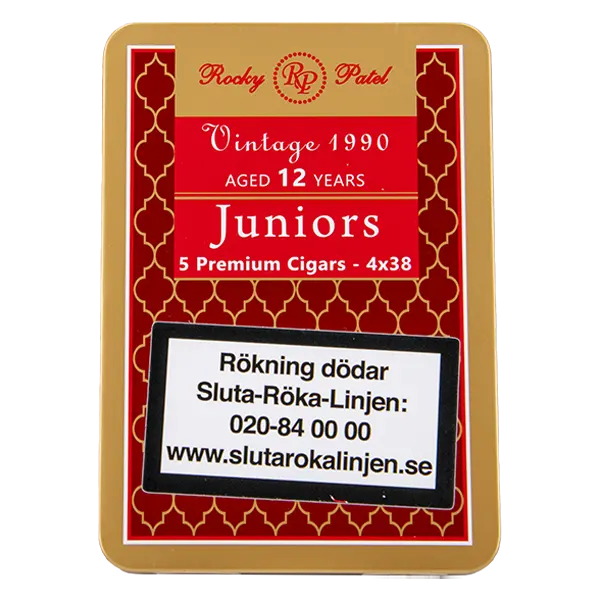 Rocky RP Patel
Vintage 1990
AGED 12 YEARS
Juniors
5 Premium Cigars - 4x38
Rökning dödar
Sluta-Röka-Linjen:
020-84 00 00
www.slutarokalinjen.se